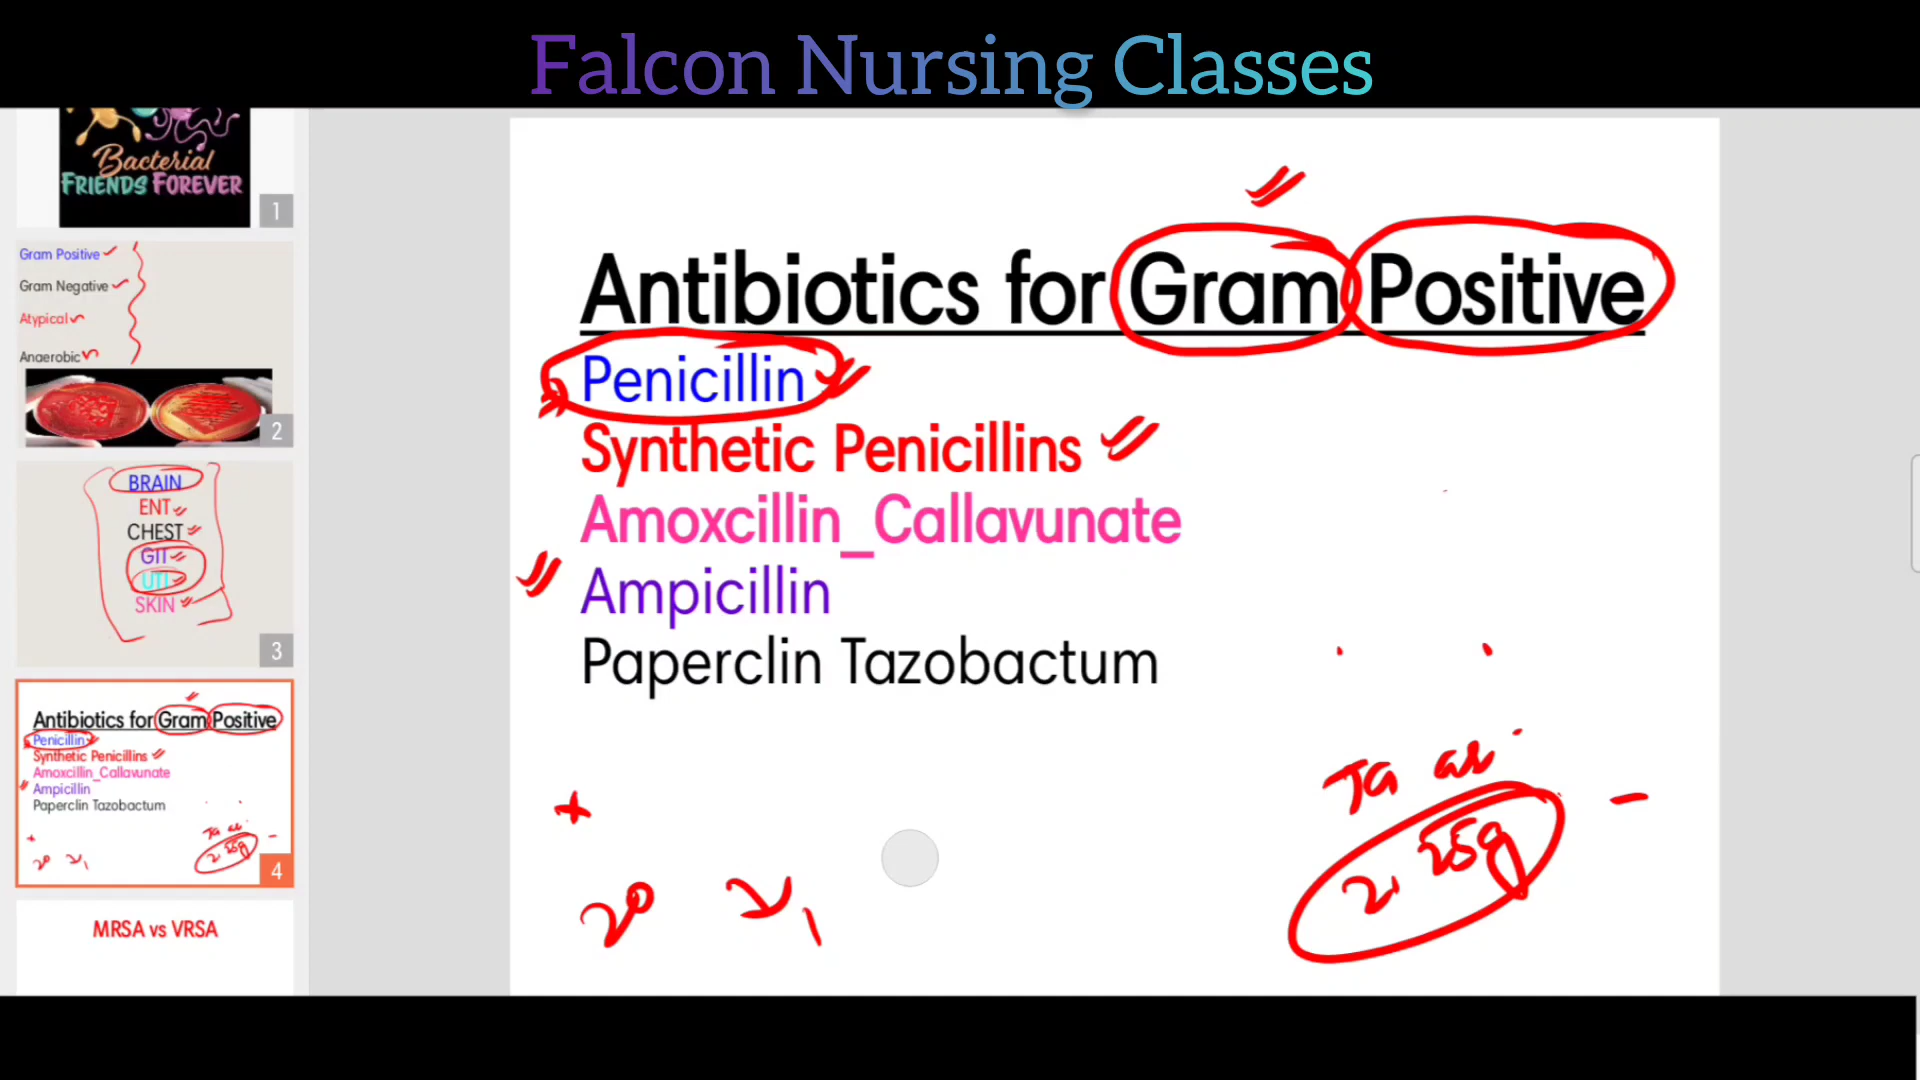 Falcon Nursing Classes
Bacterial
FRIENDS FOREVER
1
Gram Positive
Gram Negative
Atypical
Anaerobic
2
BRAIN
ENT
CHEST
GIT
UTI
SKIN
3
Antibiotics for Gram Positive
Penicillin
Synthetic Penicillins
Amoxcillin_Callavunate
Ampicillin
Paperclin Tazobactum
4
MRSA vs VRSA
Antibiotics for Gram Positive
Penicillin
Synthetic Penicillins
Amoxcillin_Callavunate
Ampicillin
Paperclin Tazobactum